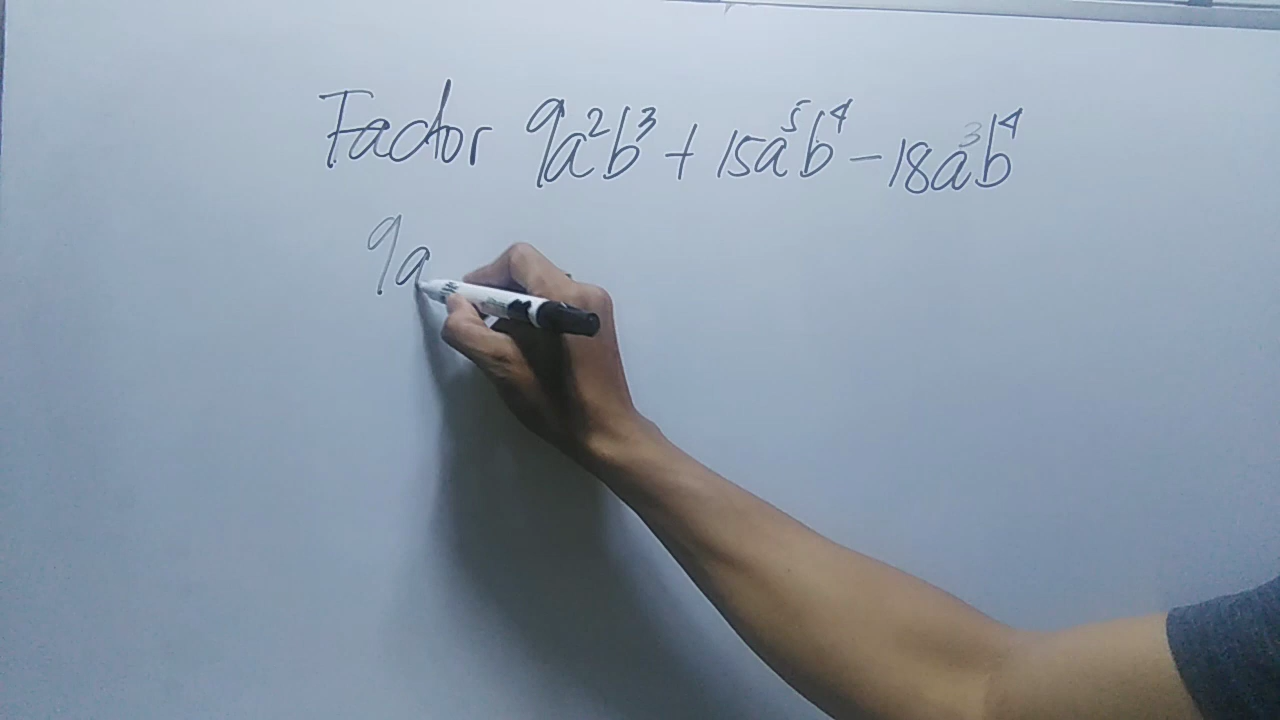 Factor 9a²b³ + 15a⁵b⁴ - 18a³b⁴
9a